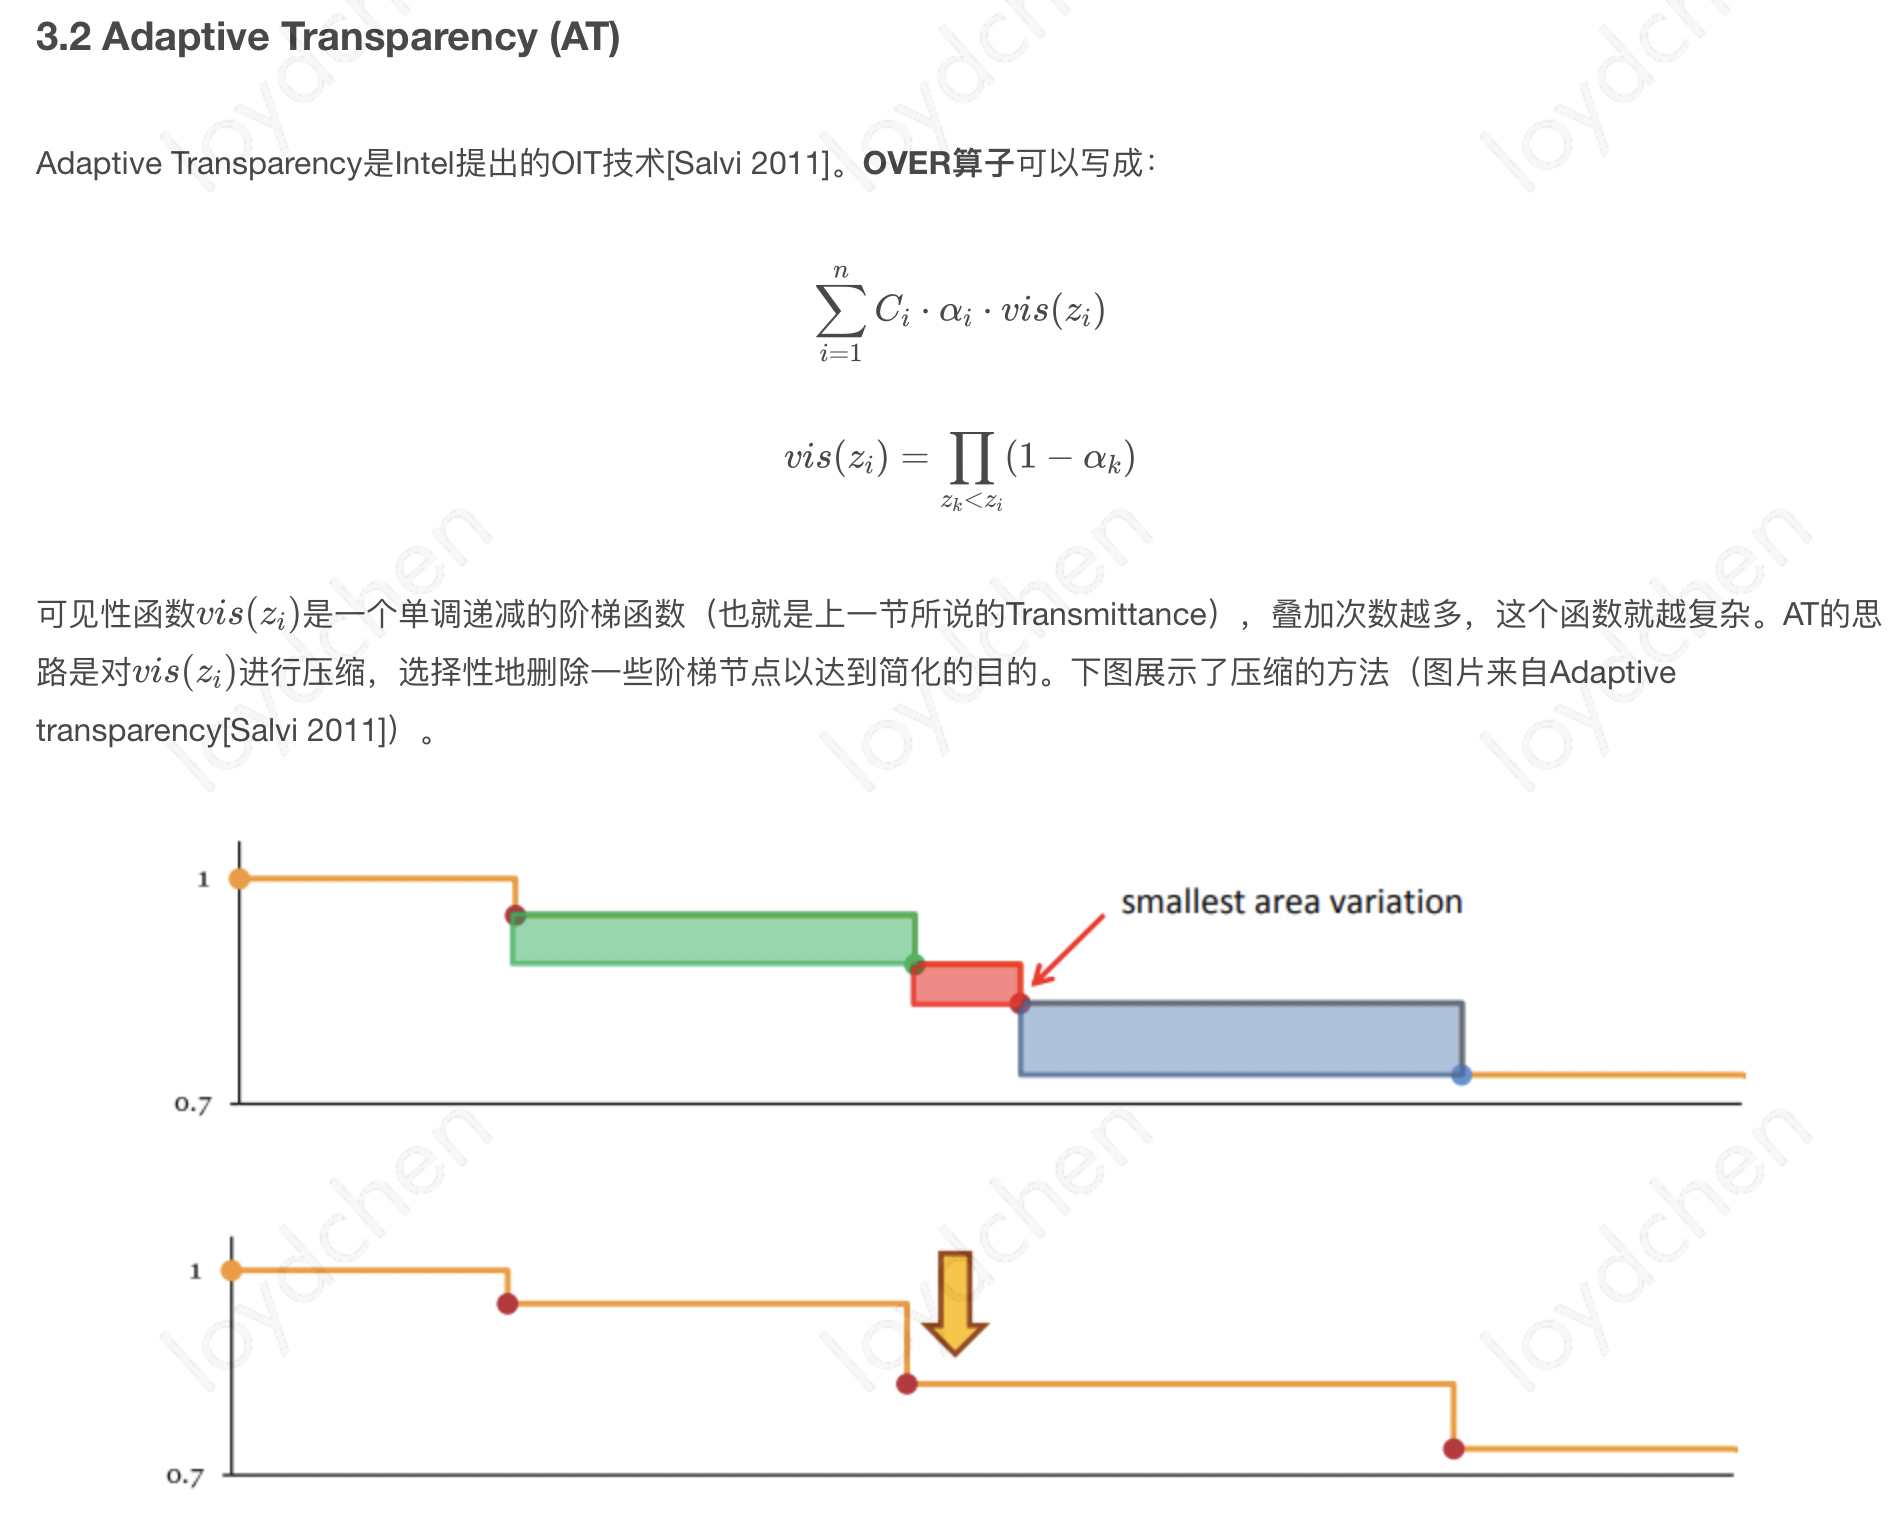 3.2 Adaptive Transparency (AT)
Adaptive Transparency是Intel提出的OIT技术[Salvi 2011]。OVER算子可以写成：
$\sum_{i=1}^{n} C_i \cdot \alpha_i \cdot vis(z_i)$
$vis(z_i) = \prod_{z_k < z_i} (1 - \alpha_k)$
可见性函数$vis(z_i)$是一个单调递减的阶梯函数（也就是上一节所说的Transmittance），叠加次数越多，这个函数就越复杂。AT的思
路是对$vis(z_i)$进行压缩，选择性地删除一些阶梯节点以达到简化的目的。下图展示了压缩的方法（图片来自Adaptive
transparency[Salvi 2011]）。
1
smallest area variation
0.7
1
0.7
loydchen
loydchen
loydchen
loydchen
loydchen
loydchen
loydchen
loydchen
loydchen